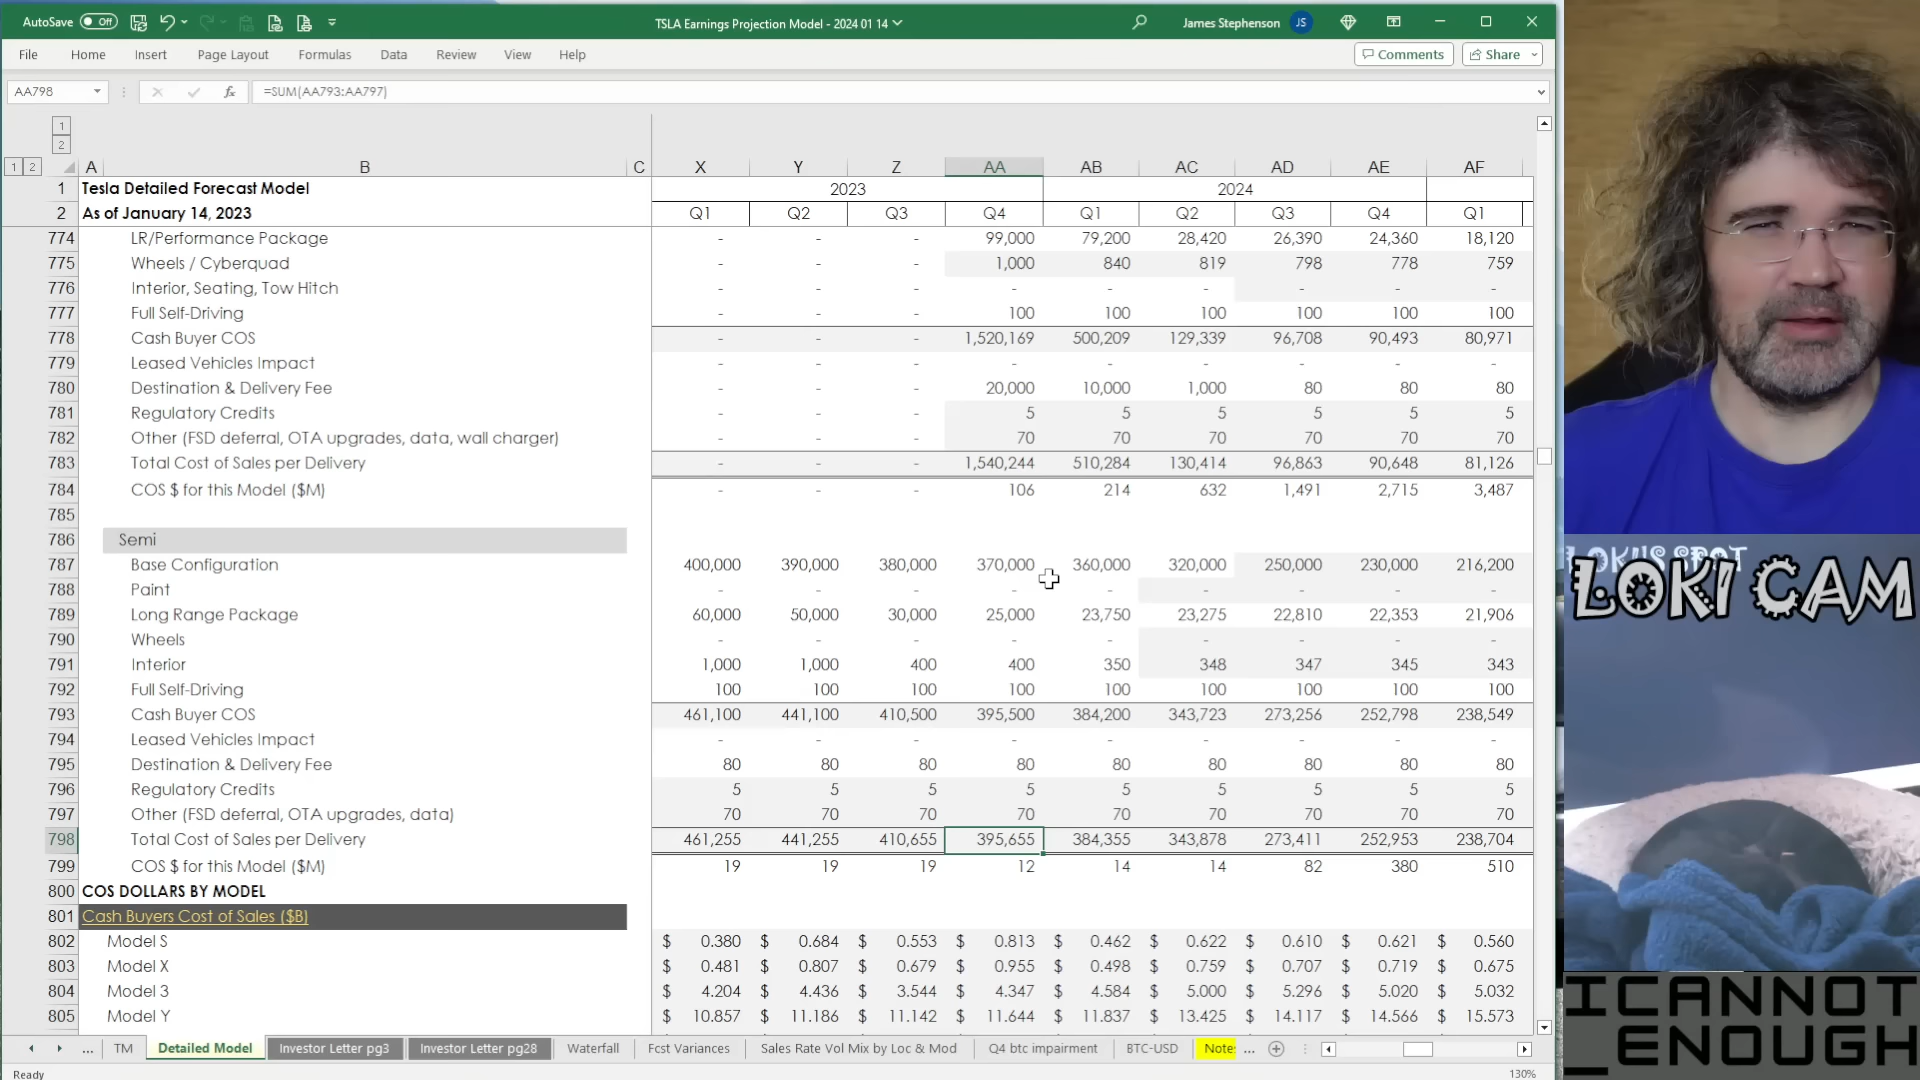 AutoSave Off TSLA Earnings Projection Model - 2024 01 14 James Stephenson JS
File Home Insert Page Layout Formulas Data Review View Help Comments Share
AA798 fx =SUM(AA793:AA797)
1
2
1 2 A B C X Y Z AA AB AC AD AE AF
1 Tesla Detailed Forecast Model 2023 2024
2 As of January 14, 2023 Q1 Q2 Q3 Q4 Q1 Q2 Q3 Q4 Q1
774 LR/Performance Package - - - 99,000 79,200 28,420 26,390 24,360 18,120
775 Wheels / Cyberquad - - - 1,000 840 819 798 778 759
776 Interior, Seating, Tow Hitch - - - - - - - - -
777 Full Self-Driving - - - 100 100 100 100 100 100
778 Cash Buyer COS - - - 1,520,169 500,209 129,339 96,708 90,493 80,971
779 Leased Vehicles Impact - - - - - - - - -
780 Destination & Delivery Fee - - - 20,000 10,000 1,000 80 80 80
781 Regulatory Credits - - - 5 5 5 5 5 5
782 Other (FSD deferral, OTA upgrades, data, wall charger) - - - 70 70 70 70 70 70
783 Total Cost of Sales per Delivery - - - 1,540,244 510,284 130,414 96,863 90,648 81,126
784 COS $ for this Model ($M) - - - 106 214 632 1,491 2,715 3,487
785
786 Semi
787 Base Configuration 400,000 390,000 380,000 370,000 360,000 320,000 250,000 230,000 216,200
788 Paint - - - - - - - - -
789 Long Range Package 60,000 50,000 30,000 25,000 23,750 23,275 22,810 22,353 21,906
790 Wheels - - - - - - - - -
791 Interior 1,000 1,000 400 400 350 348 347 345 343
792 Full Self-Driving 100 100 100 100 100 100 100 100 100
793 Cash Buyer COS 461,100 441,100 410,500 395,500 384,200 343,723 273,256 252,798 238,549
794 Leased Vehicles Impact - - - - - - - - -
795 Destination & Delivery Fee 80 80 80 80 80 80 80 80 80
796 Regulatory Credits 5 5 5 5 5 5 5 5 5
797 Other (FSD deferral, OTA upgrades, data) 70 70 70 70 70 70 70 70 70
798 Total Cost of Sales per Delivery 461,255 441,255 410,655 395,655 384,355 343,878 273,411 252,953 238,704
799 COS $ for this Model ($M) 19 19 19 12 14 14 82 380 510
800 COS DOLLARS BY MODEL
801 Cash Buyers Cost of Sales ($B)
802 Model S $ 0.380 $ 0.684 $ 0.553 $ 0.813 $ 0.462 $ 0.622 $ 0.610 $ 0.621 $ 0.560
803 Model X $ 0.481 $ 0.807 $ 0.679 $ 0.955 $ 0.498 $ 0.759 $ 0.707 $ 0.719 $ 0.675
804 Model 3 $ 4.204 $ 4.436 $ 3.544 $ 4.347 $ 4.584 $ 5.000 $ 5.296 $ 5.020 $ 5.032
805 Model Y $ 10.857 $ 11.186 $ 11.142 $ 11.644 $ 11.837 $ 13.425 $ 14.117 $ 14.566 $ 15.573
... TM Detailed Model Investor Letter pg3 Investor Letter pg28 Waterfall Fcst Variances Sales Rate Vol Mix by Loc & Mod Q4 btc impairment BTC-USD Notes ...
Ready 130%
LOKI CAM
ICANNOT
_ENOUGH